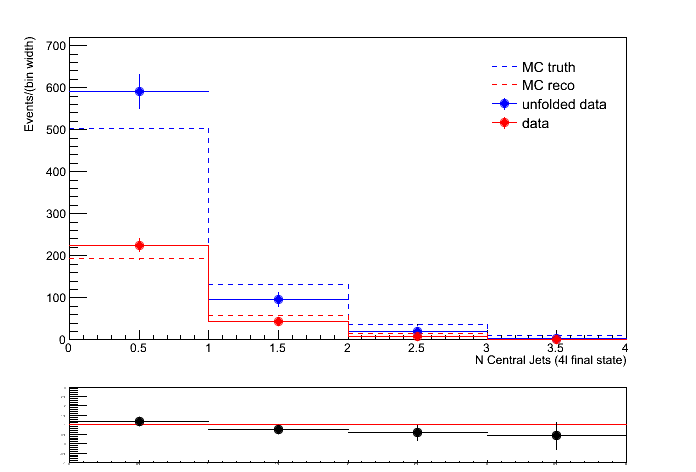 Events/(bin width)
700
600
500
400
300
200
100
0
MC truth
MC reco
unfolded data
data
0 0.5 1 1.5 2 2.5 3 3.5 4
N Central Jets (4l final state)